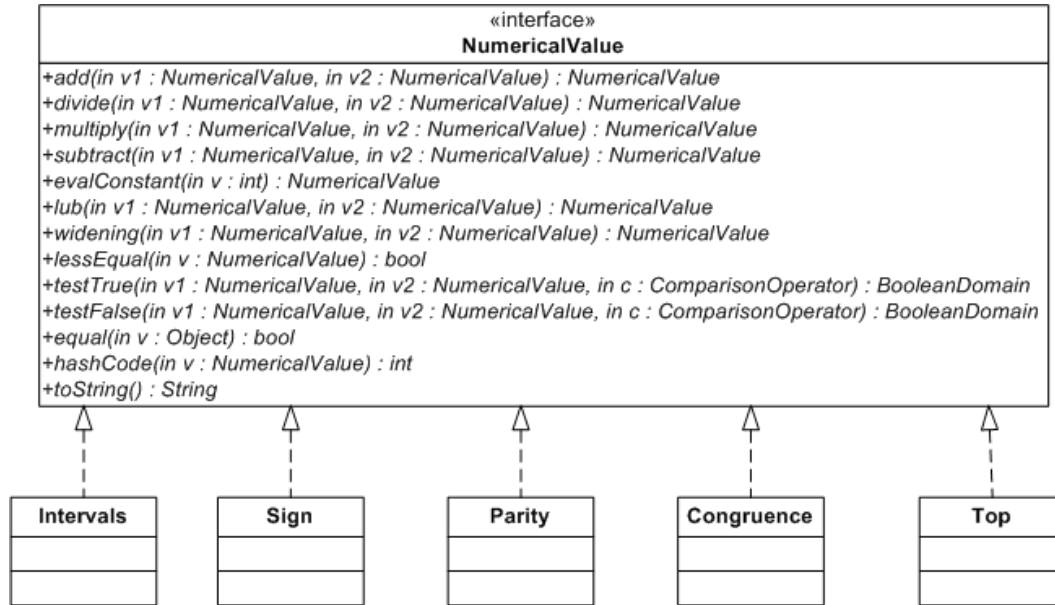 «interface»
NumericalValue
+add(in v1 : NumericalValue, in v2 : NumericalValue) : NumericalValue
+divide(in v1 : NumericalValue, in v2 : NumericalValue) : NumericalValue
+multiply(in v1 : NumericalValue, in v2 : NumericalValue) : NumericalValue
+subtract(in v1 : NumericalValue, in v2 : NumericalValue) : NumericalValue
+evalConstant(in v : int) : NumericalValue
+lub(in v1 : NumericalValue, in v2 : NumericalValue) : NumericalValue
+widening(in v1 : NumericalValue, in v2 : NumericalValue) : NumericalValue
+lessEqual(in v : NumericalValue) : bool
+testTrue(in v1 : NumericalValue, in v2 : NumericalValue, in c : ComparisonOperator) : BooleanDomain
+testFalse(in v1 : NumericalValue, in v2 : NumericalValue, in c : ComparisonOperator) : BooleanDomain
+equal(in v : Object) : bool
+hashCode(in v : NumericalValue) : int
+toString() : String
Intervals
Sign
Parity
Congruence
Top